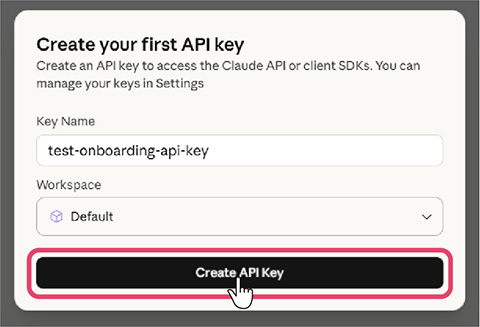 Create your first API key
Create an API key to access the Claude API or client SDKs. You can
manage your keys in Settings
Key Name
test-onboarding-api-key
Workspace
Default
Create API Key